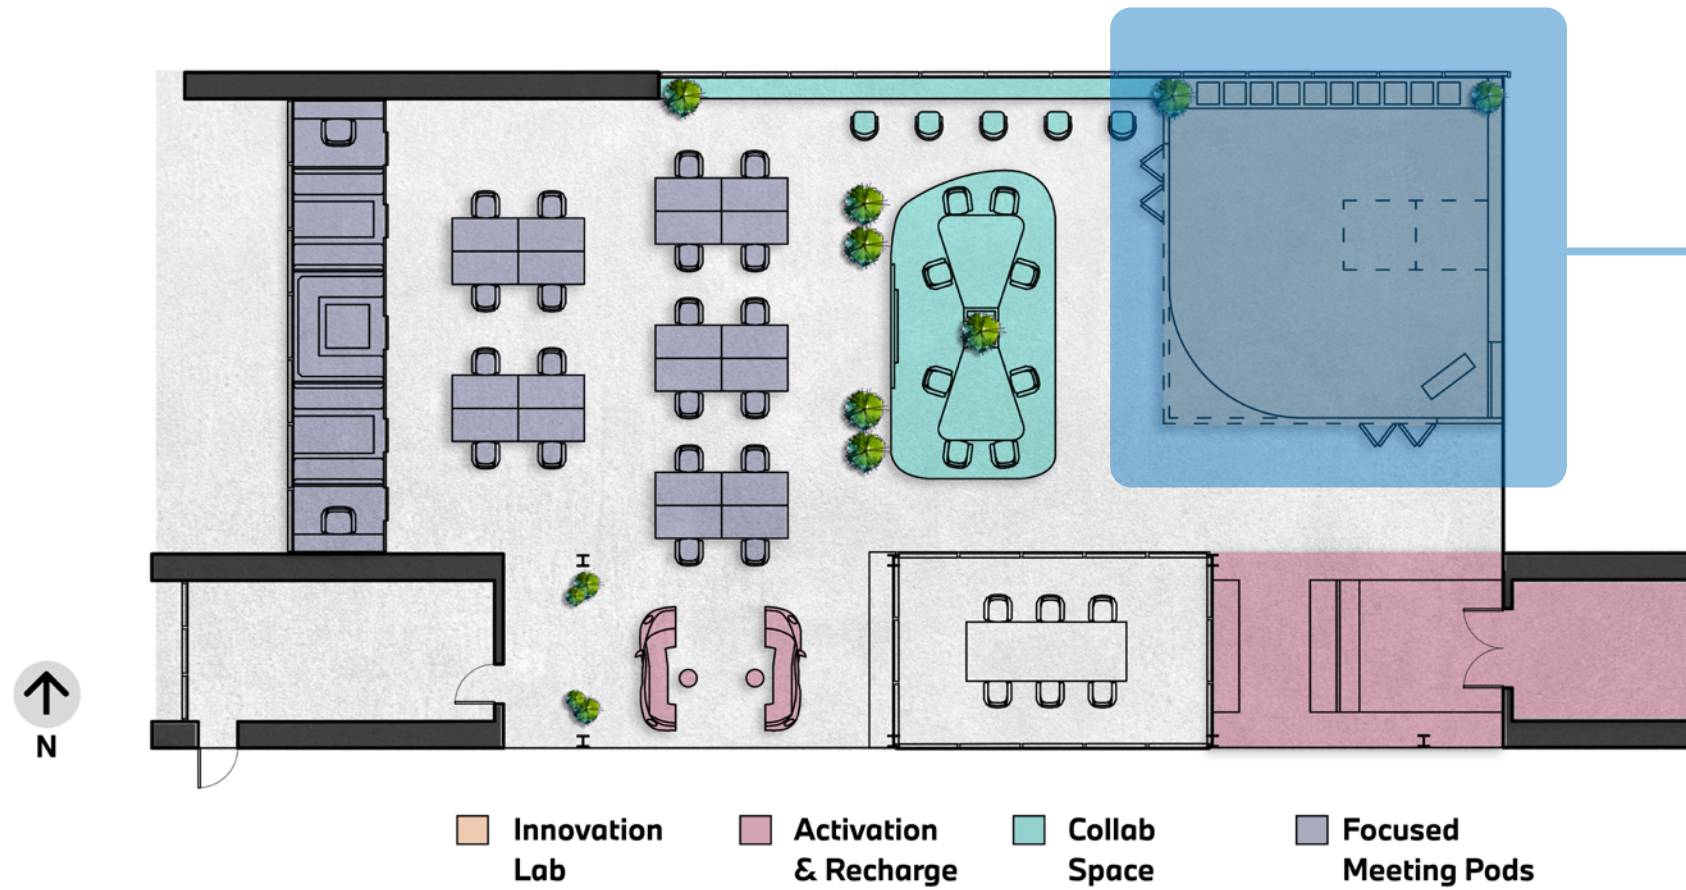 N
Innovation
Lab
Activation
& Recharge
Collab
Space
Focused
Meeting Pods